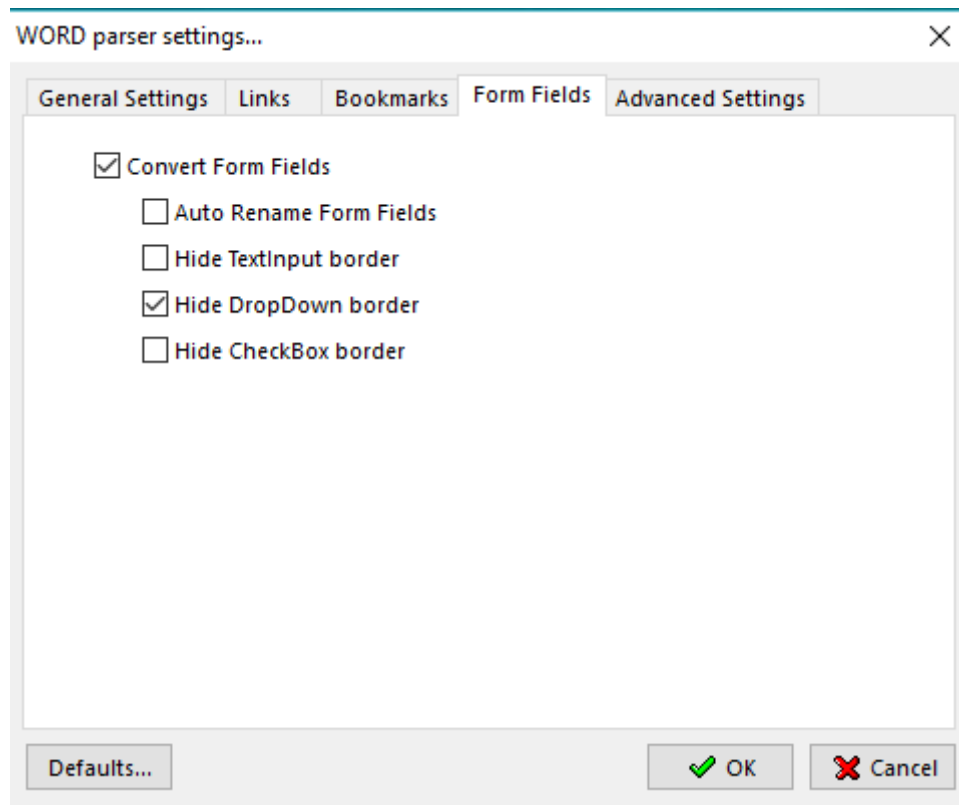 WORD parser settings...
General Settings Links Bookmarks Form Fields Advanced Settings
Convert Form Fields
Auto Rename Form Fields
Hide TextInput border
Hide DropDown border
Hide CheckBox border
Defaults... OK Cancel